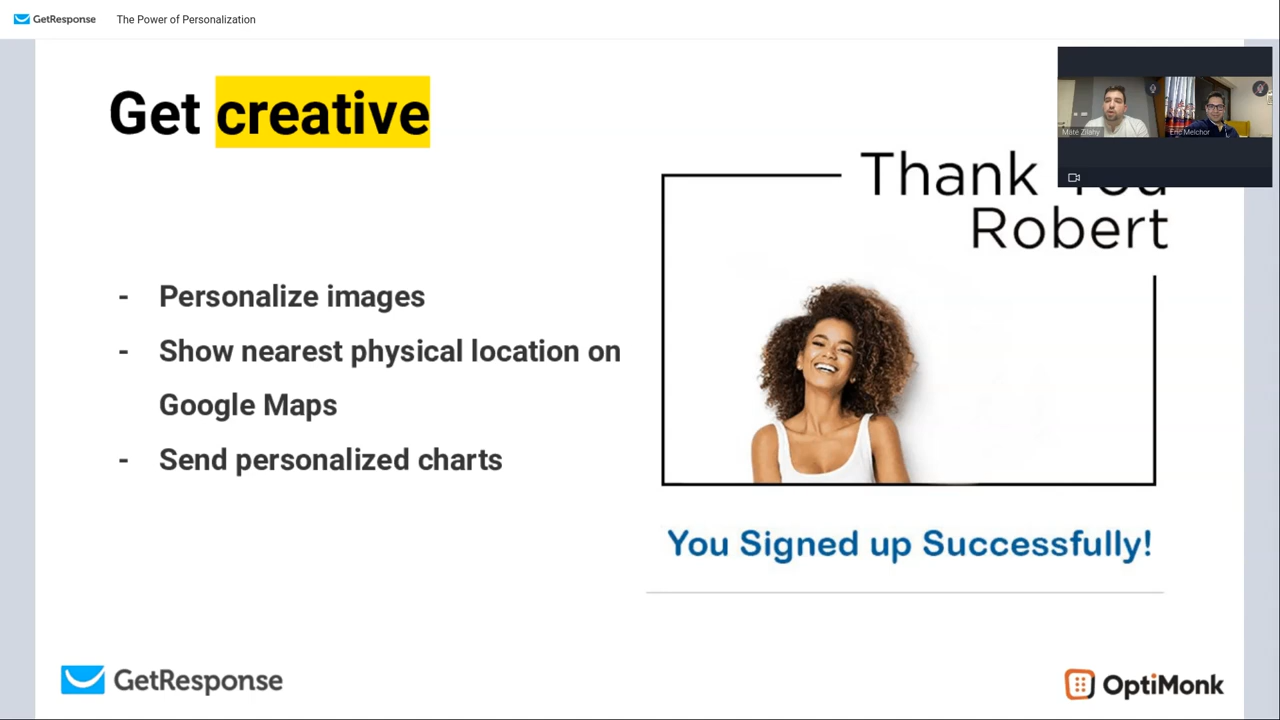 GetResponse
The Power of Personalization
Get creative
Máté Zilahy
Eric Melchor
Thank You
Robert
- Personalize images
- Show nearest physical location on
Google Maps
- Send personalized charts
You Signed up Successfully!
GetResponse
OptiMonk